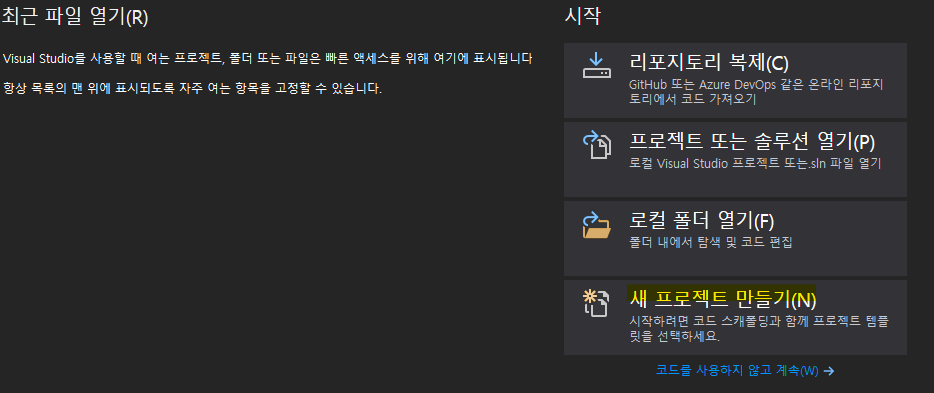 최근 파일 열기(R)
Visual Studio를 사용할 때 여는 프로젝트, 폴더 또는 파일은 빠른 액세스를 위해 여기에 표시됩니다
항상 목록의 맨 위에 표시되도록 자주 여는 항목을 고정할 수 있습니다.
시작
리포지토리 복제(C)
GitHub 또는 Azure DevOps 같은 온라인 리포지
토리에서 코드 가져오기
프로젝트 또는 솔루션 열기(P)
로컬 Visual Studio 프로젝트 또는.sln 파일 열기
로컬 폴더 열기(F)
폴더 내에서 탐색 및 코드 편집
새 프로젝트 만들기(N)
시작하려면 코드 스캐폴딩과 함께 프로젝트 템플
릿을 선택하세요.
코드를 사용하지 않고 계속(W) →